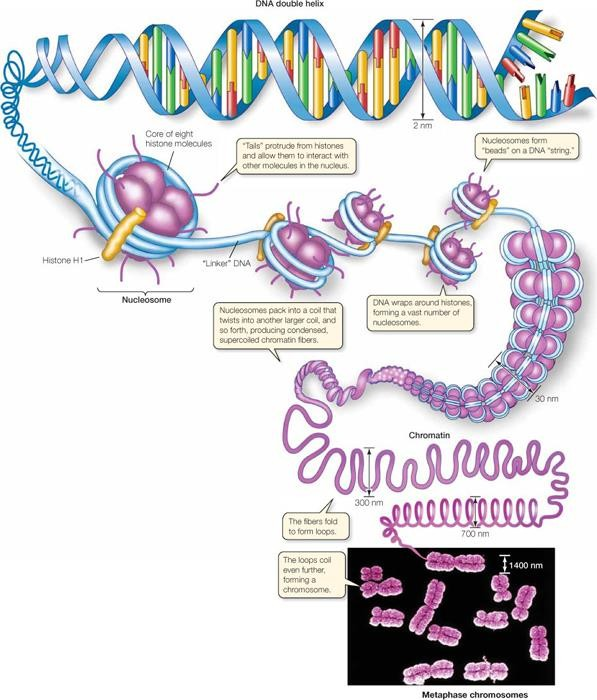 DNA double helix
2 nm
Core of eight
histone molecules
"Tails" protrude from histones
and allow them to interact with
other molecules in the nucleus.
Nucleosomes form
"beads" on a DNA "string."
Histone H1
"Linker" DNA
Nucleosome
Nucleosomes pack into a coil that
twists into another larger coil, and
so forth, producing condensed,
supercoiled chromatin fibers.
DNA wraps around histones,
forming a vast number of
nucleosomes.
30 nm
Chromatin
300 nm
The fibers fold
to form loops.
700 nm
The loops coil
even further,
forming a
chromosome.
1400 nm
Metaphase chromosomes